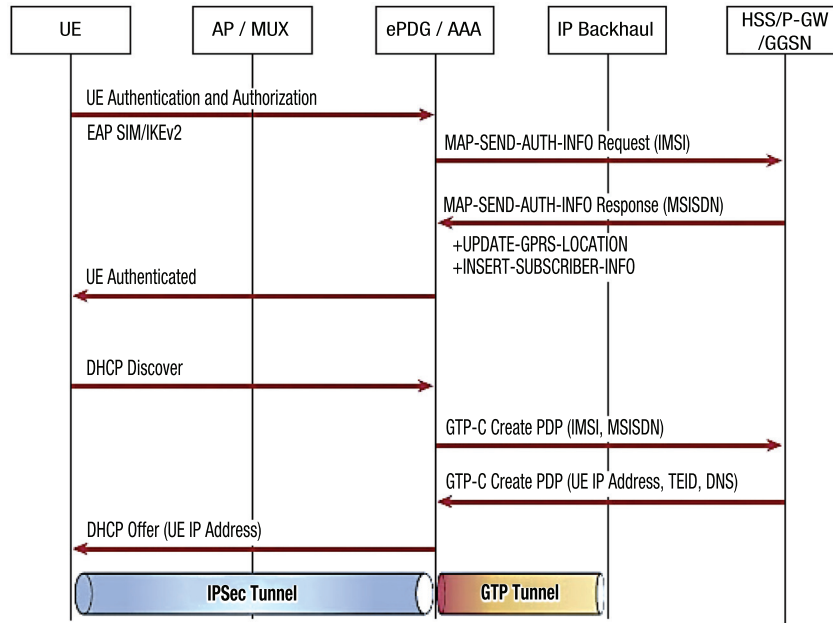 UE
AP / MUX
ePDG / AAA
IP Backhaul
HSS/P-GW
/GGSN
UE Authentication and Authorization
EAP SIM/IKEv2
MAP-SEND-AUTH-INFO Request (IMSI)
MAP-SEND-AUTH-INFO Response (MSISDN)
+UPDATE-GPRS-LOCATION
+INSERT-SUBSCRIBER-INFO
UE Authenticated
DHCP Discover
GTP-C Create PDP (IMSI, MSISDN)
GTP-C Create PDP (UE IP Address, TEID, DNS)
DHCP Offer (UE IP Address)
IPSec Tunnel
GTP Tunnel